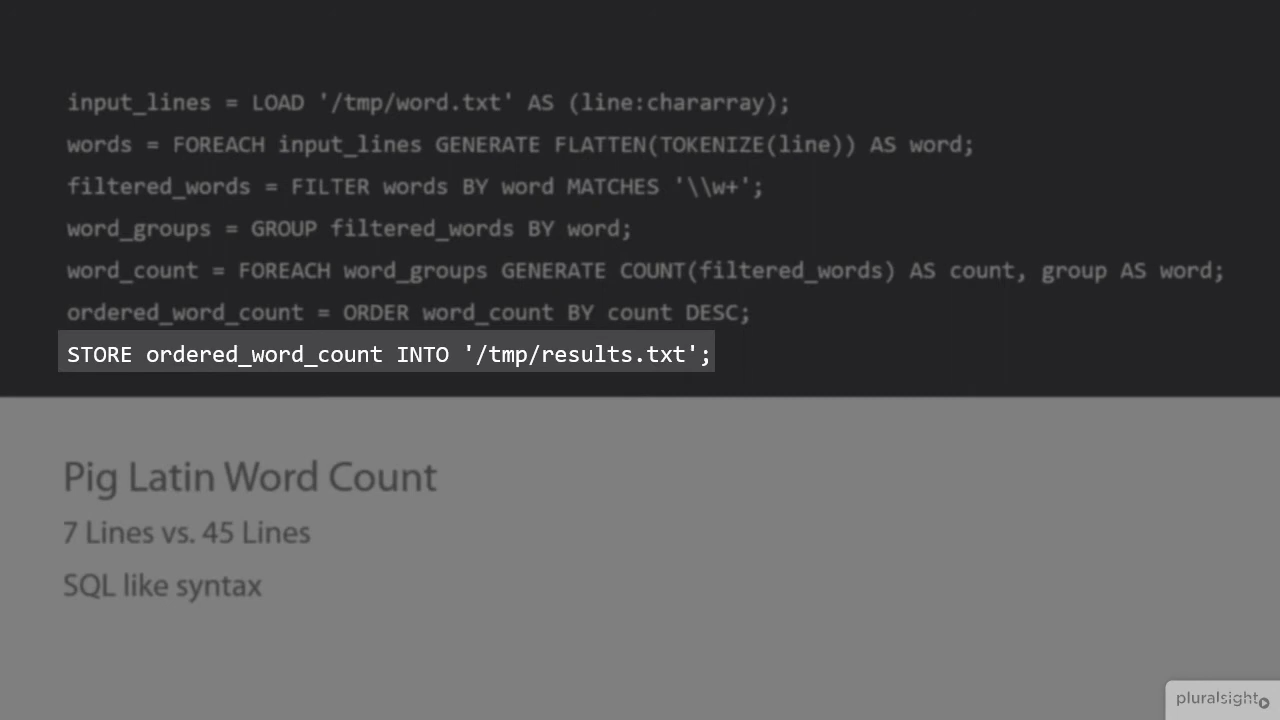 input_lines = LOAD '/tmp/word.txt' AS (line:chararray);
words = FOREACH input_lines GENERATE FLATTEN(TOKENIZE(line)) AS word;
filtered_words = FILTER words BY word MATCHES '\\w+';
word_groups = GROUP filtered_words BY word;
word_count = FOREACH word_groups GENERATE COUNT(filtered_words) AS count, group AS word;
ordered_word_count = ORDER word_count BY count DESC;
STORE ordered_word_count INTO '/tmp/results.txt';
Pig Latin Word Count
7 Lines vs. 45 Lines
SQL like syntax
pluralsight